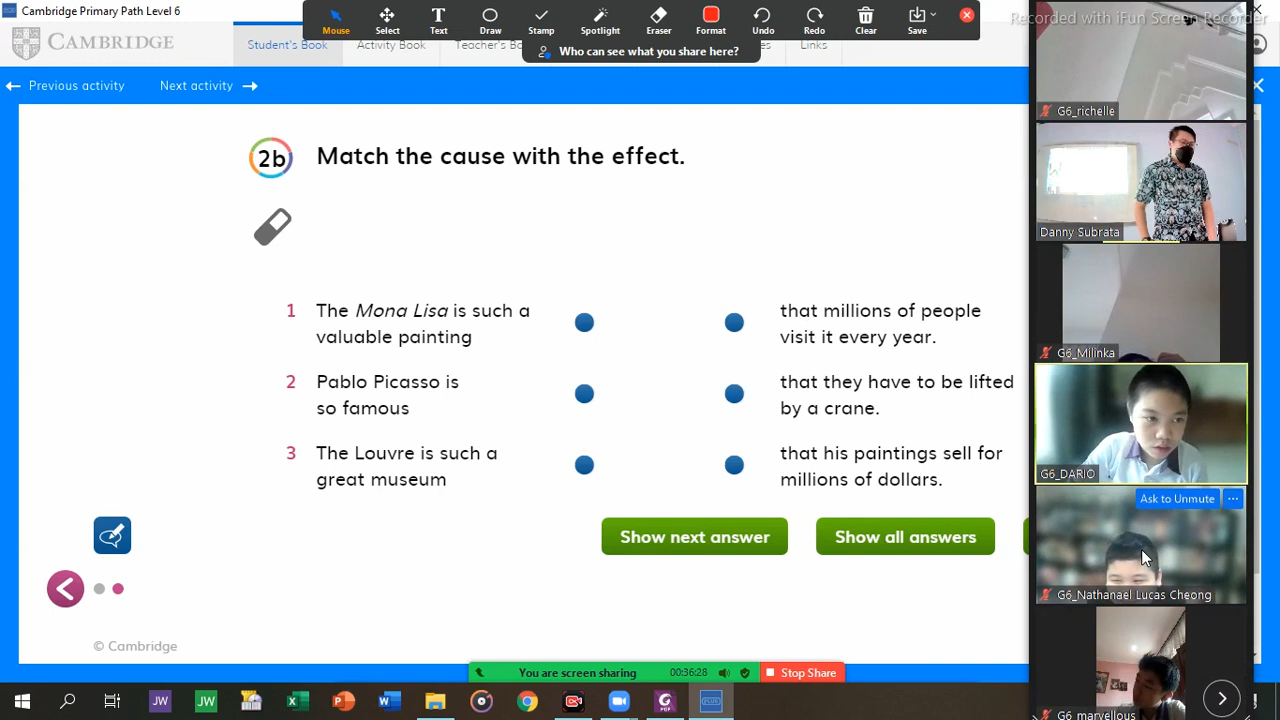 Cambridge Primary Path Level 6
Mouse Select Text Draw Stamp Spotlight Eraser Format Undo Redo Clear Save
Recorded with iFun Screen Recorder
CAMBRIDGE
Student's Book Activity Book Teacher's Links
Who can see what you share here?
Previous activity Next activity
2b Match the cause with the effect.
1 The Mona Lisa is such a valuable painting
that millions of people visit it every year.
2 Pablo Picasso is so famous
that they have to be lifted by a crane.
3 The Louvre is such a great museum
that his paintings sell for millions of dollars.
Show next answer Show all answers
© Cambridge
You are screen sharing 00:36:28 Stop Share
G6_richelle
Danny Subrata
G6_Milinka
G6_DARIO
Ask to Unmute
G6_Nathanael Lucas Cheong
G6_marvellous
JW JW